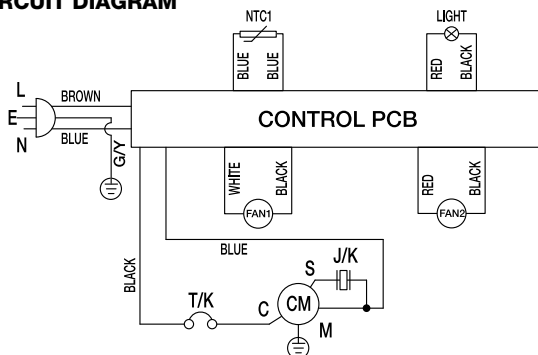 RCUIT DIAGRAM
NTC1
LIGHT
BLUE
BLUE
RED
BLACK
L
BROWN
E
CONTROL PCB
N
BLUE
G/Y
WHITE
BLACK
RED
BLACK
FAN1
FAN2
BLUE
BLACK
S
J/K
T/K
C
CM
M